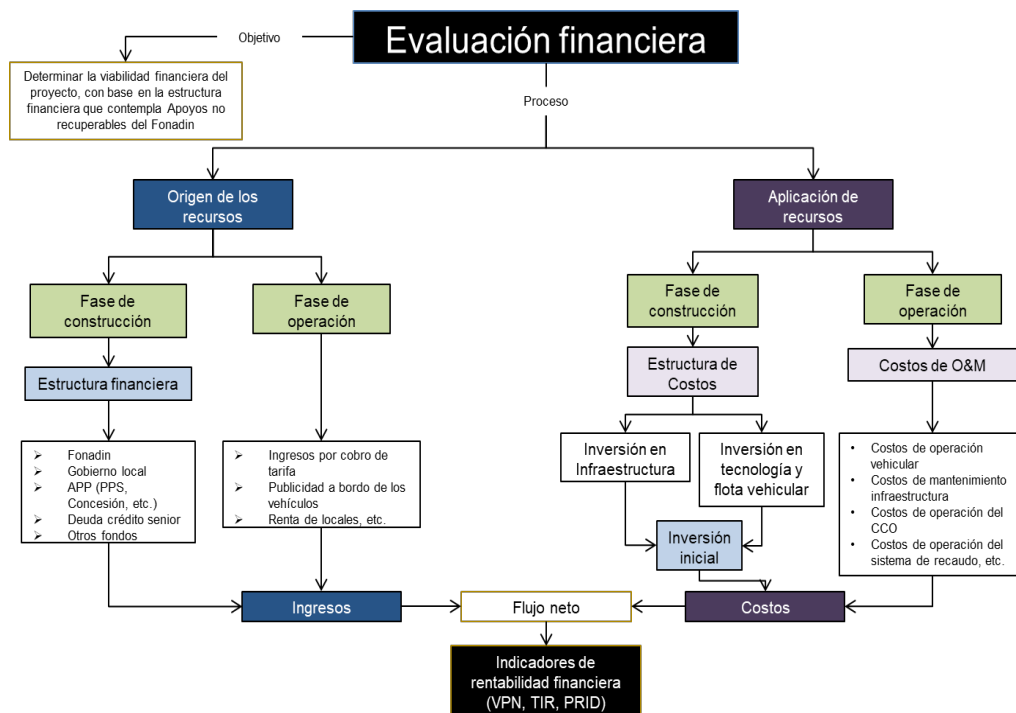 Evaluación financiera
Objetivo
Determinar la viabilidad financiera del
proyecto, con base en la estructura
financiera que contempla Apoyos no
recuperables del Fonadin
Proceso
Origen de los
recursos
Aplicación de
recursos
Fase de
construcción
Fase de
operación
Fase de
construcción
Fase de
operación
Estructura financiera
Estructura de
Costos
Costos de O&M
➢ Fonadin
➢ Gobierno local
➢ APP (PPS,
Concesión, etc.)
➢ Deuda crédito senior
➢ Otros fondos
➢ Ingresos por cobro de
tarifa
➢ Publicidad a bordo de los
vehículos
➢ Renta de locales, etc.
Inversión en
Infraestructura
Inversión en
tecnología y
flota vehicular
• Costos de operación
vehicular
• Costos de mantenimiento
infraestructura
• Costos de operación del
CCO
• Costos de operación del
sistema de recaudo, etc.
Inversión
inicial
Ingresos
Flujo neto
Costos
Indicadores de
rentabilidad financiera
(VPN, TIR, PRID)